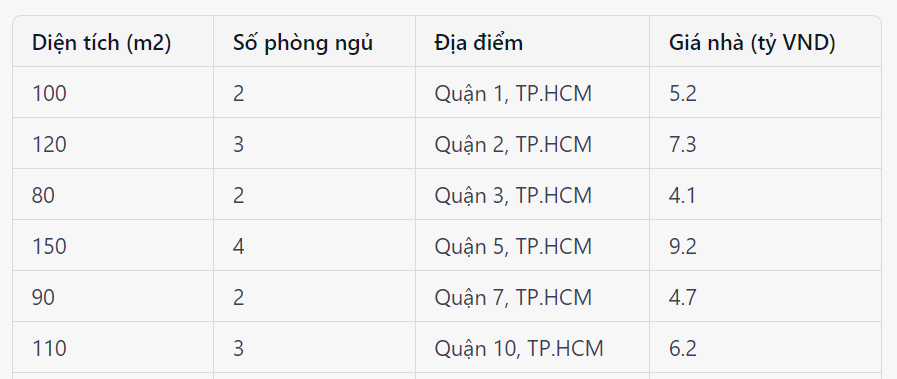 Diện tích (m2) Số phòng ngủ Địa điểm Giá nhà (tỷ VND)
100 2 Quận 1, TP.HCM 5.2
120 3 Quận 2, TP.HCM 7.3
80 2 Quận 3, TP.HCM 4.1
150 4 Quận 5, TP.HCM 9.2
90 2 Quận 7, TP.HCM 4.7
110 3 Quận 10, TP.HCM 6.2